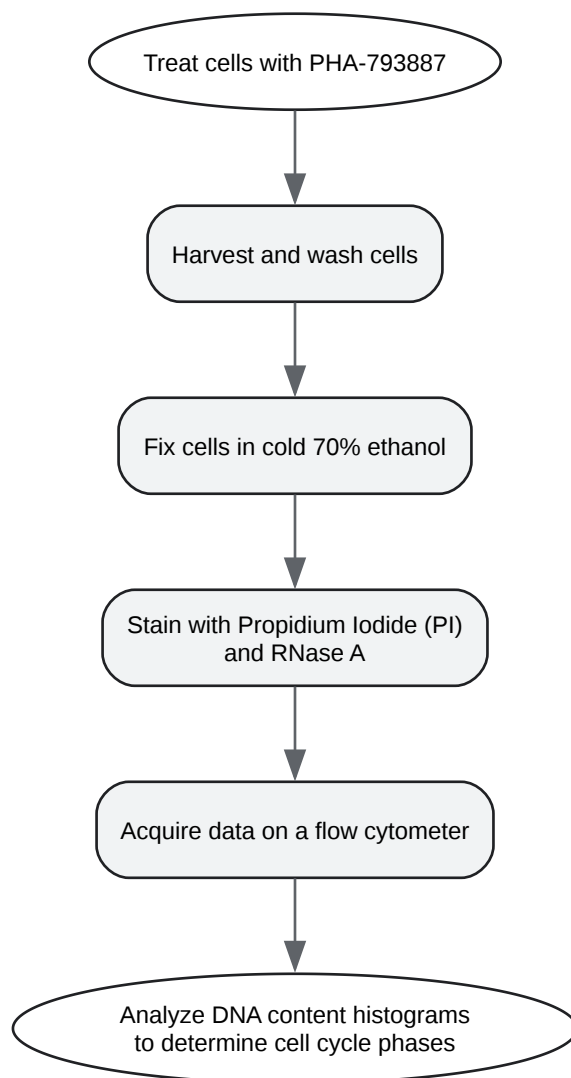 Treat cells with PHA-793887
Harvest and wash cells
Fix cells in cold 70% ethanol
Stain with Propidium Iodide (PI)
and RNase A
Acquire data on a flow cytometer
Analyze DNA content histograms
to determine cell cycle phases